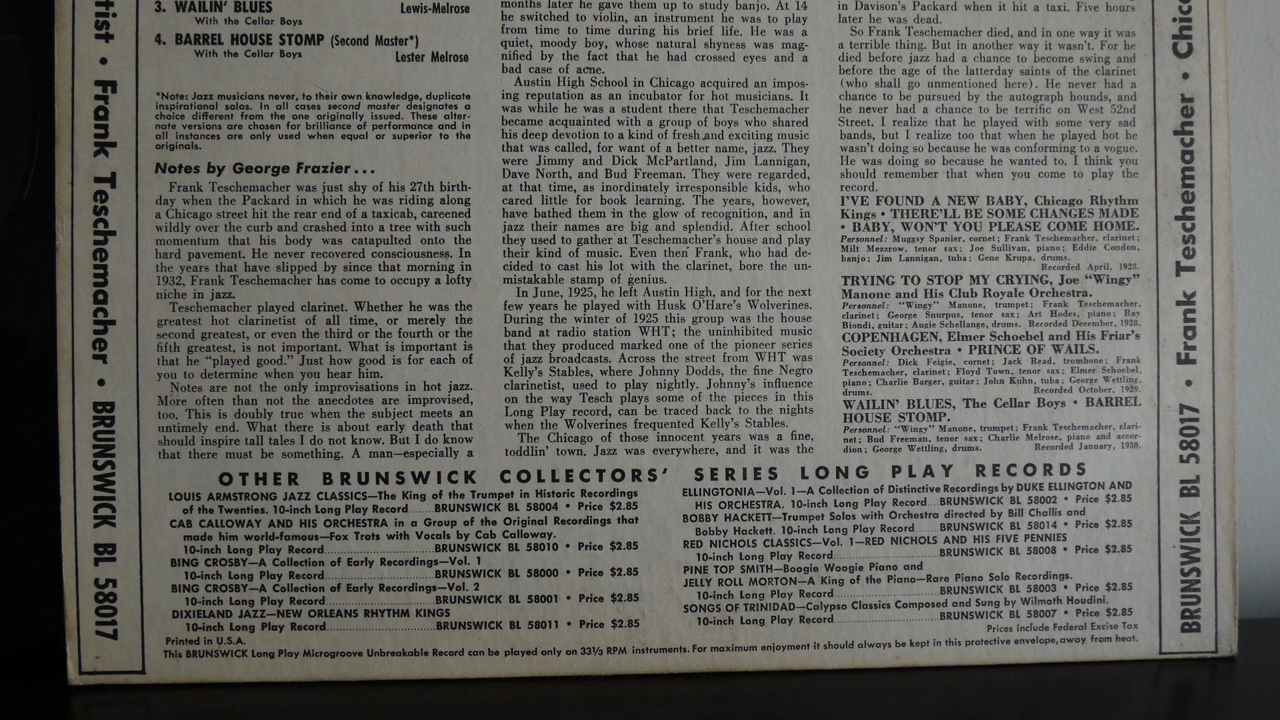 tist • Frank Teschemacher • BRUNSWICK BL 58017
3. WAILIN' BLUES Lewis-Melrose
With the Cellar Boys
4. BARREL HOUSE STOMP (Second Master*)
With the Cellar Boys Lester Melrose
*Note: Jazz musicians never, to their own knowledge, duplicate
inspirational solos. In all cases second master designates a
choice different from the one originally issued. These alter-
nate versions are chosen for brilliance of performance and in
all instances are only used when equal or superior to the
originals.
Notes by George Frazier...
Frank Teschemacher was just shy of his 27th birth-
day when the Packard in which he was riding along
a Chicago street hit the rear end of a taxicab, careened
wildly over the curb and crashed into a tree with such
momentum that his body was catapulted onto the
hard pavement. He never recovered consciousness. In
the years that have slipped by since that morning in
1932, Frank Teschemacher has come to occupy a lofty
niche in jazz.
Teschemacher played clarinet. Whether he was the
greatest hot clarinetist of all time, or merely the
second greatest, or even the third or the fourth or the
fifth greatest, is not important. What is important is
that he "played good." Just how good is for each of
you to determine when you hear him.
Notes are not the only improvisations in hot jazz.
More often than not the anecdotes are improvised,
too. This is doubly true when the subject meets an
untimely end. What there is about early death that
should inspire tall tales I do not know. But I do know
that there must be something. A man—especially a
months later he gave them up to study banjo. At 14
he switched to violin, an instrument he was to play
from time to time during his brief life. He was a
quiet, moody boy, whose natural shyness was mag-
nified by the fact that he had crossed eyes and a
bad case of acne.
Austin High School in Chicago acquired an impos-
ing reputation as an incubator for hot musicians. It
was while he was a student there that Teschemacher
became acquainted with a group of boys who shared
his deep devotion to a kind of fresh and exciting music
that was called, for want of a better name, jazz. They
were Jimmy and Dick McPartland, Jim Lannigan,
Dave North, and Bud Freeman. They were regarded,
at that time, as inordinately irresponsible kids, who
cared little for book learning. The years, however,
have bathed them in the glow of recognition, and in
jazz their names are big and splendid. After school
they used to gather at Teschemacher's house and play
their kind of music. Even then Frank, who had de-
cided to cast his lot with the clarinet, bore the un-
mistakable stamp of genius.
In June, 1925, he left Austin High, and for the next
few years he played with Husk O'Hare's Wolverines.
During the winter of 1925 this group was the house
band at radio station WHT; the uninhibited music
that they produced marked one of the pioneer series
of jazz broadcasts. Across the street from WHT was
Kelly's Stables, where Johnny Dodds, the fine Negro
clarinetist, used to play nightly. Johnny's influence
on the way Tesch plays some of the pieces in this
Long Play record, can be traced back to the nights
when the Wolverines frequented Kelly's Stables.
The Chicago of those innocent years was a fine,
toddlin' town. Jazz was everywhere, and it was the
in Davison's Packard when it hit a taxi. Five hours
later he was dead.
So Frank Teschemacher died, and in one way it was
a terrible thing. But in another way it wasn't. For he
died before jazz had a chance to become swing and
before the age of the latterday saints of the clarinet
(who shall go unmentioned here). He never had a
chance to be pursued by the autograph hounds, and
he never had a chance to be terrific on West 52nd
Street. I realize that he played with some very sad
bands, but I realize too that when he played hot he
wasn't doing so because he was conforming to a vogue.
He was doing so because he wanted to. I think you
should remember that when you come to play the
record.
I'VE FOUND A NEW BABY, Chicago Rhythm
Kings • THERE'LL BE SOME CHANGES MADE
• BABY, WON'T YOU PLEASE COME HOME.
Personnel: Muggsy Spanier, cornet; Frank Teschemacher, clarinet;
Milt Mezzrow, tenor sax; Joe Sullivan, piano; Eddie Condon,
banjo; Jim Lannigan, tuba; Gene Krupa, drums.
Recorded April, 1928.
TRYING TO STOP MY CRYING, Joe "Wingy"
Manone and His Club Royale Orchestra.
Personnel: "Wingy" Manone, trumpet; Frank Teschemacher,
clarinet; George Snurpus, tenor sax; Art Hodes, piano; Ray
Biondi, guitar; Augie Schellange, drums. Recorded December, 1928.
COPENHAGEN, Elmer Schoebel and His Friar's
Society Orchestra • PRINCE OF WAILS.
Personnel: Dick Feigie, cornet; Jack Read, trombone; Frank
Teschemacher, clarinet; Floyd Town, tenor sax; Elmer Schoebel,
piano; Charlie Barger, guitar; John Kuhn, tuba; George Wettling,
drums. Recorded October, 1929.
WAILIN' BLUES, The Cellar Boys • BARREL
HOUSE STOMP.
Personnel: "Wingy" Manone, trumpet; Frank Teschemacher, clari-
net; Bud Freeman, tenor sax; Charlie Melrose, piano and accor-
dion; George Wettling, drums. Recorded January, 1930.
OTHER BRUNSWICK COLLECTORS' SERIES LONG PLAY RECORDS
LOUIS ARMSTRONG JAZZ CLASSICS—The King of the Trumpet in Historic Recordings
of the Twenties. 10-inch Long Play Record......BRUNSWICK BL 58004 • Price $2.85
CAB CALLOWAY AND HIS ORCHESTRA in a Group of the Original Recordings that
made him world-famous—Fox Trots with Vocals by Cab Calloway.
10-inch Long Play Record......BRUNSWICK BL 58010 • Price $2.85
BING CROSBY—A Collection of Early Recordings—Vol. 1
10-inch Long Play Record......BRUNSWICK BL 58000 • Price $2.85
BING CROSBY—A Collection of Early Recordings—Vol. 2
10-inch Long Play Record......BRUNSWICK BL 58001 • Price $2.85
DIXIELAND JAZZ—NEW ORLEANS RHYTHM KINGS
10-inch Long Play Record......BRUNSWICK BL 58011 • Price $2.85
ELLINGTONIA—Vol. 1—A Collection of Distinctive Recordings by DUKE ELLINGTON AND
HIS ORCHESTRA. 10-inch Long Play Record......BRUNSWICK BL 58002 • Price $2.85
BOBBY HACKETT—Trumpet Solos with Orchestra directed by Bill Challis and
Bobby Hackett. 10-inch Long Play Record......BRUNSWICK BL 58014 • Price $2.85
RED NICHOLS CLASSICS—Vol. 1—RED NICHOLS AND HIS FIVE PENNIES
10-inch Long Play Record......BRUNSWICK BL 58008 • Price $2.85
PINE TOP SMITH—Boogie Woogie Piano and
JELLY ROLL MORTON—A King of the Piano—Rare Piano Solo Recordings.
10-inch Long Play Record......BRUNSWICK BL 58003 • Price $2.85
SONGS OF TRINIDAD—Calypso Classics Composed and Sung by Wilmoth Houdini.
10-inch Long Play Record......BRUNSWICK BL 58007 • Price $2.85
Prices include Federal Excise Tax
Printed in U.S.A.
This BRUNSWICK Long Play Microgroove Unbreakable Record can be played only on 33⅓ RPM instruments. For maximum enjoyment it should always be kept in this protective envelope, away from heat.
BRUNSWICK BL 58017 • Frank Teschemacher • Chica